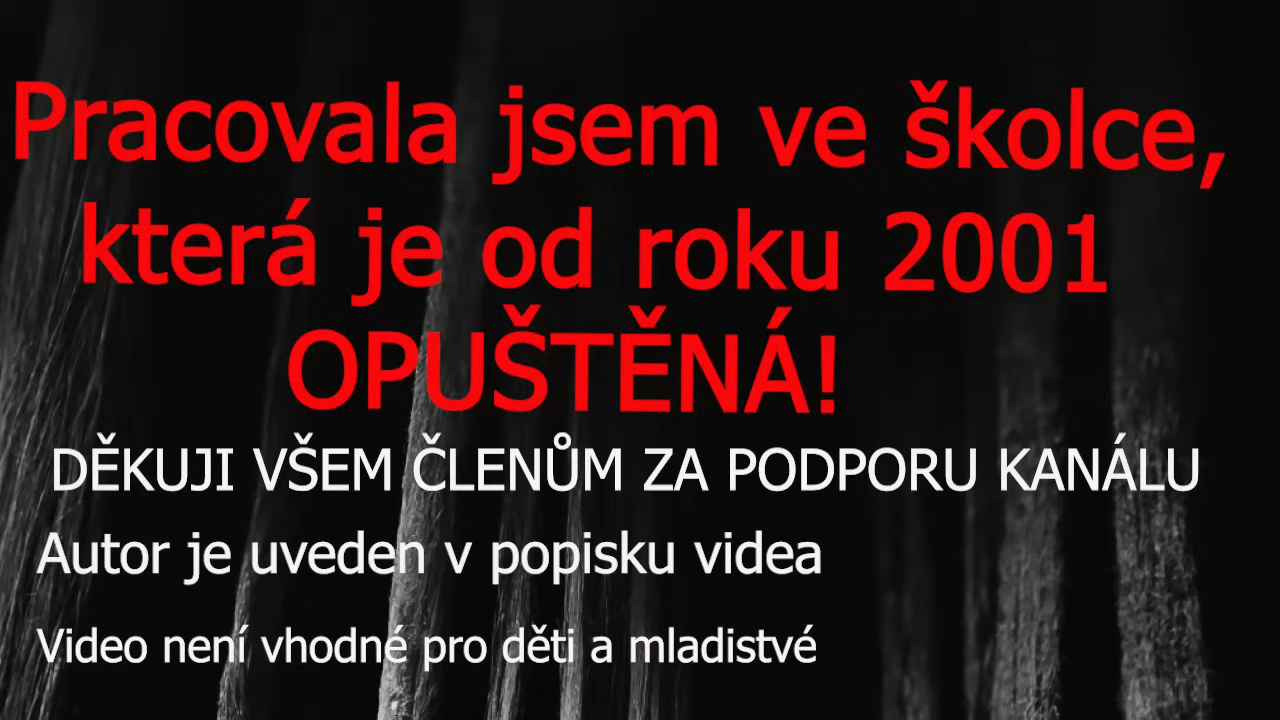 Pracovala jsem ve školce,
která je od roku 2001
OPUŠTĚNÁ!
DĚKUJI VŠEM ČLENŮM ZA PODPORU KANÁLU
Autor je uveden v popisku videa
Video není vhodné pro děti a mladistvé